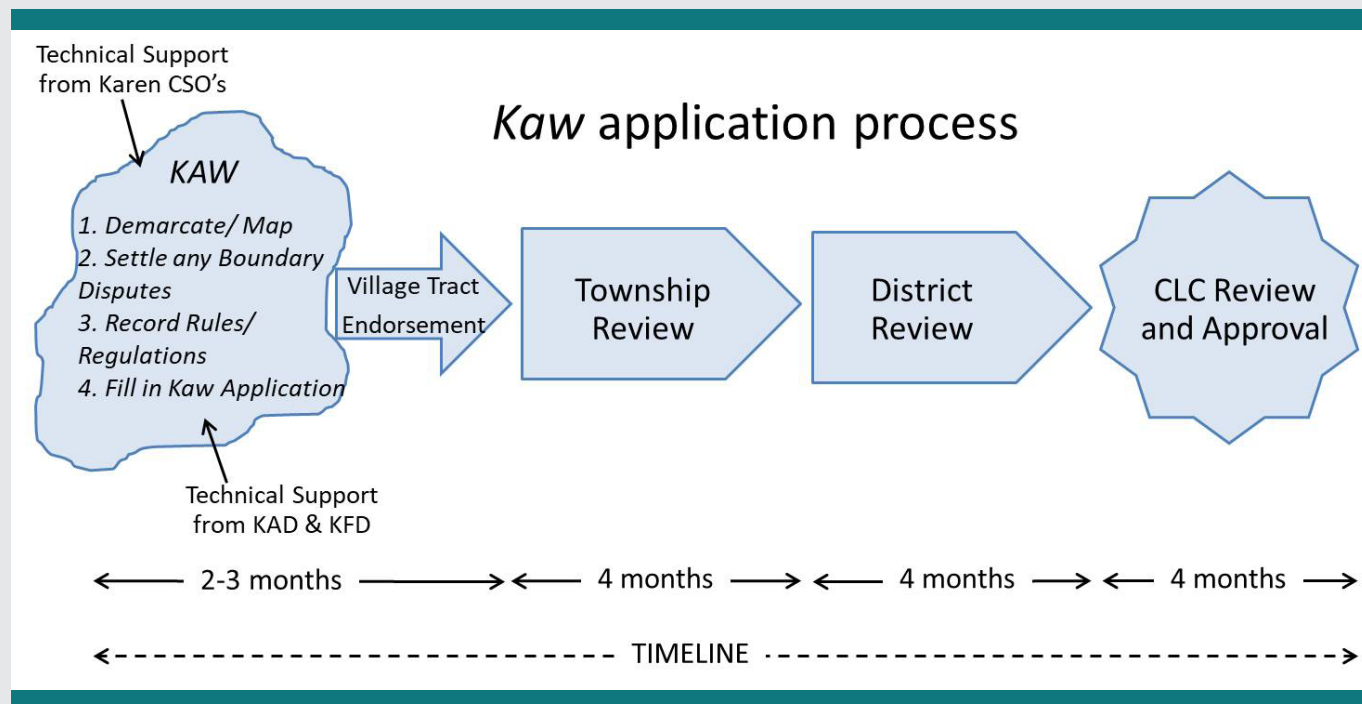 Technical Support
from Karen CSO's
Kaw application process
KAW
1. Demarcate/ Map
2. Settle any Boundary
Disputes
3. Record Rules/
Regulations
4. Fill in Kaw Application
Village Tract
Endorsement
Township
Review
District
Review
CLC Review
and Approval
Technical Support
from KAD & KFD
2-3 months
4 months
4 months
4 months
TIMELINE